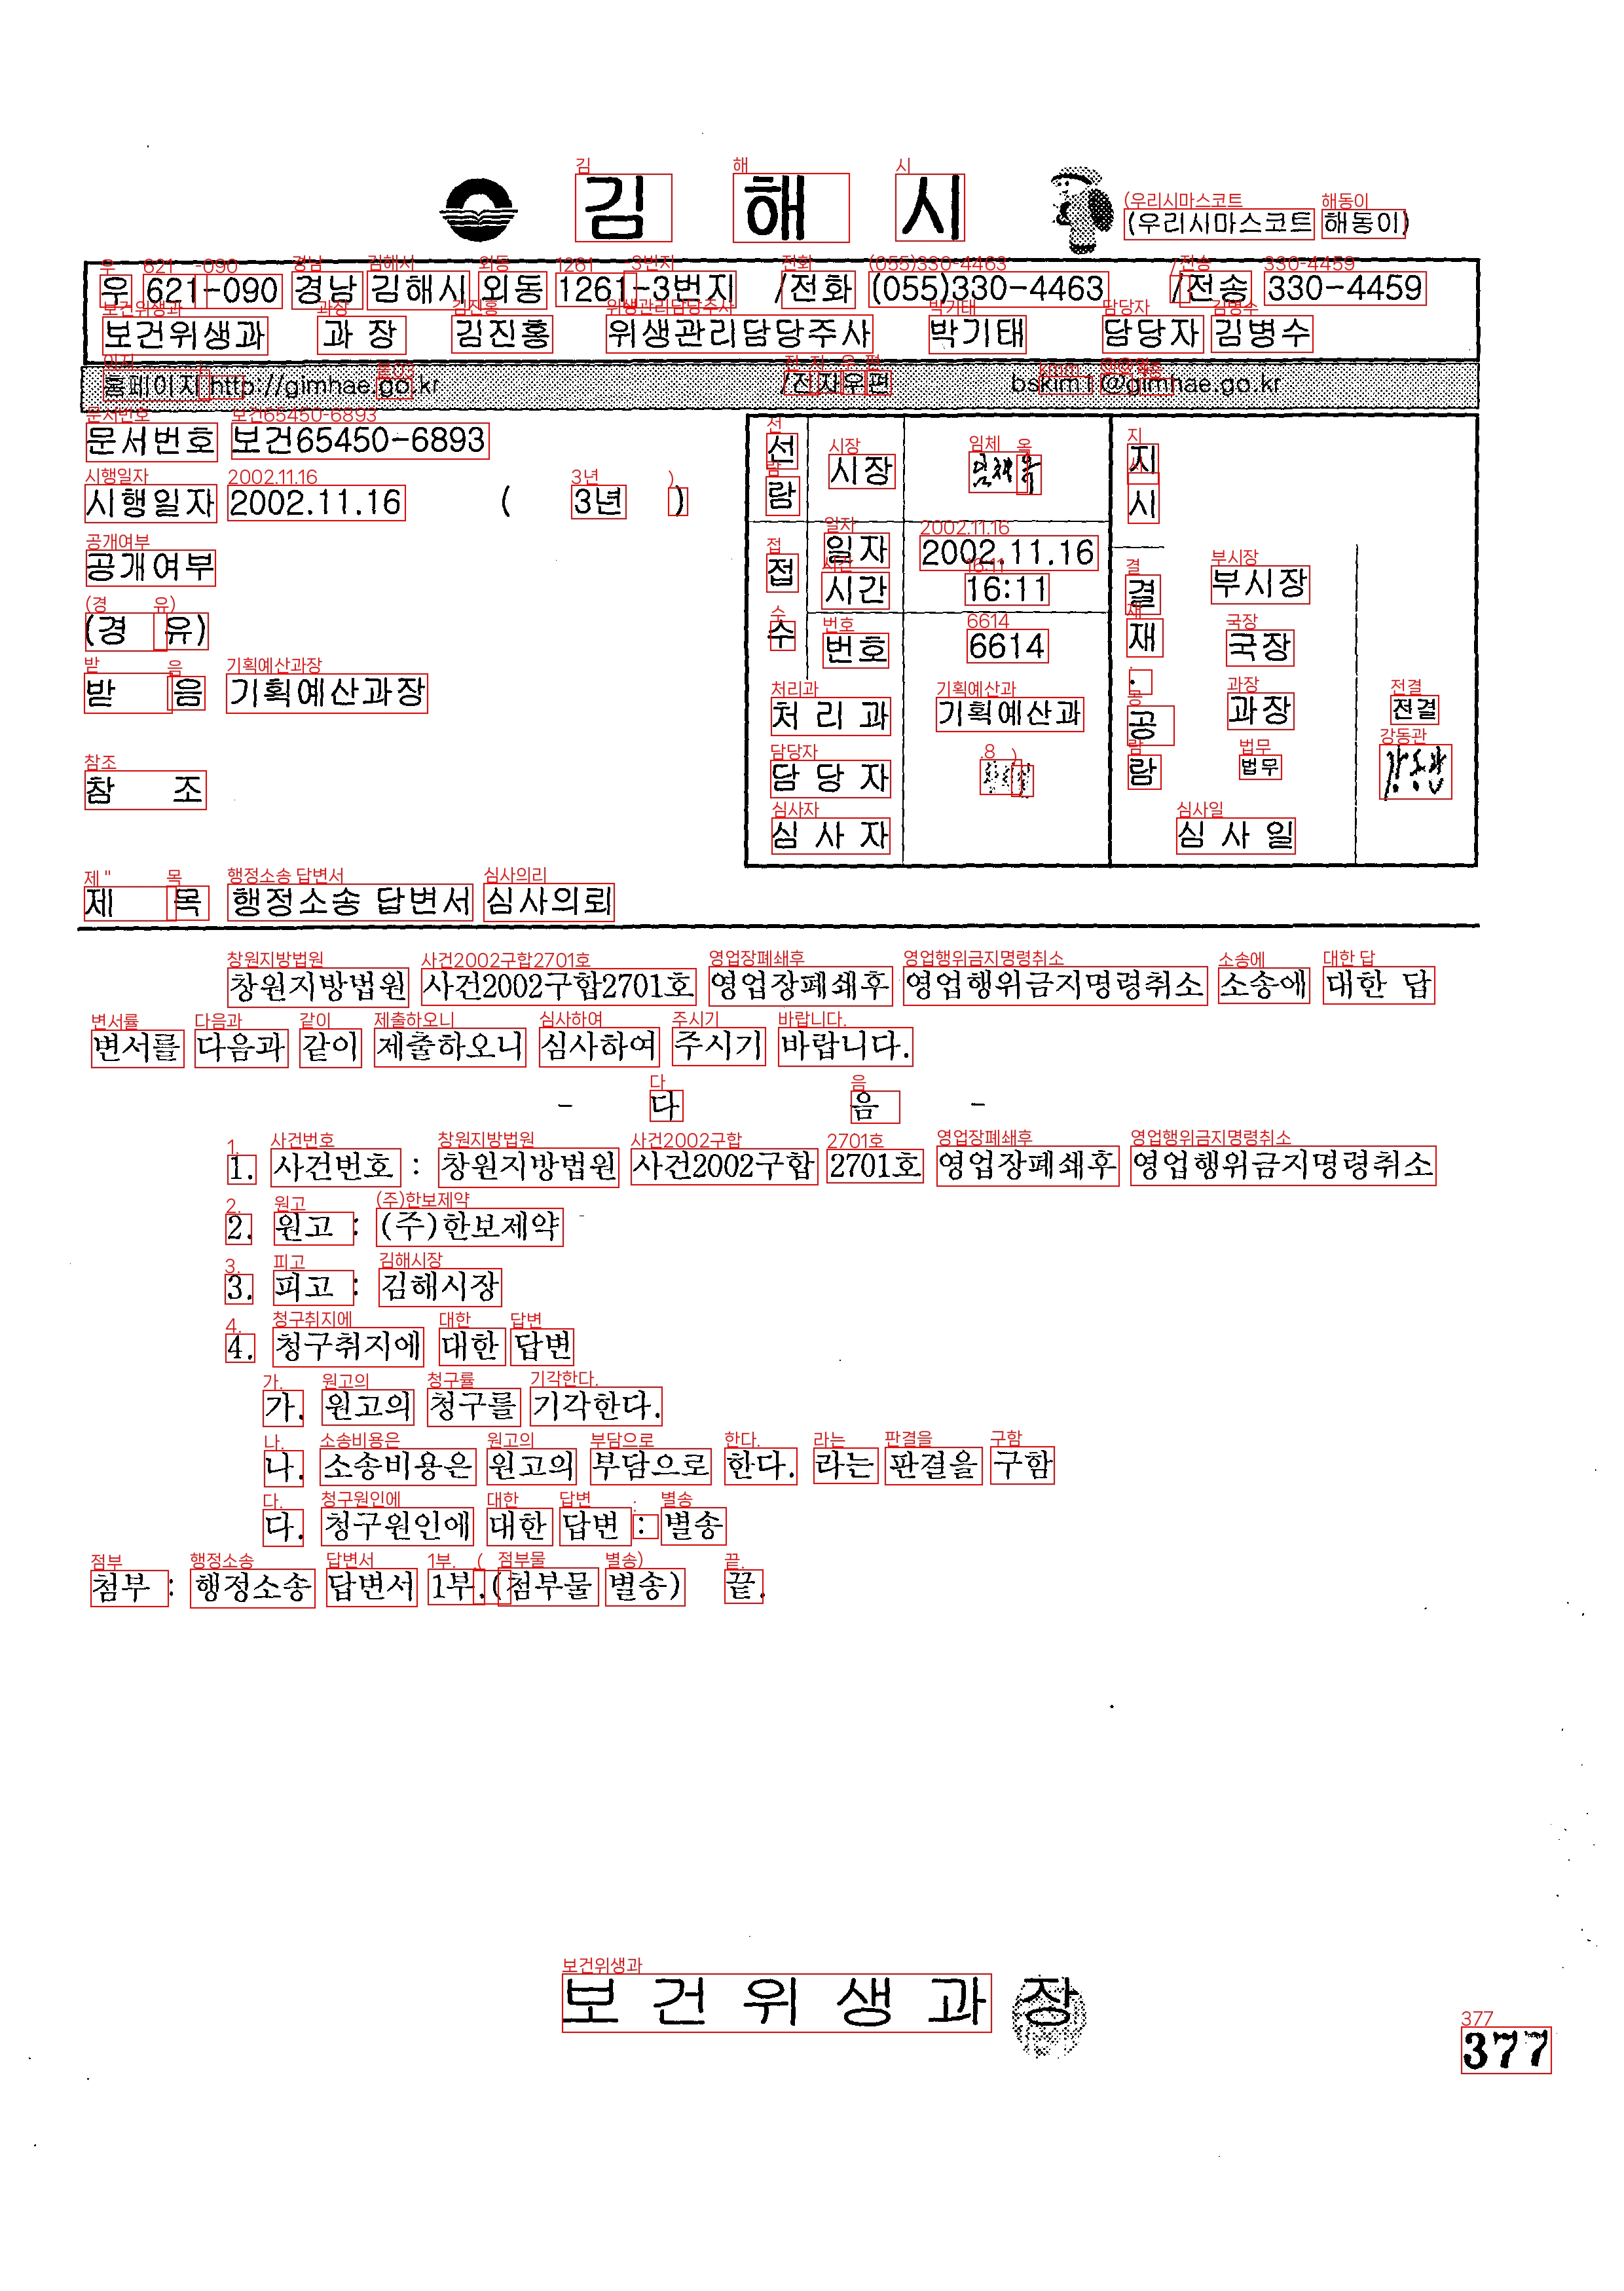 김 해 시 (우리시마스코트 해동이)
우 621-090 경남 김해시 외동 1261-3번지 /전화 (055)330-4463 /전송 330-4459
보건위생과 과 장 김진홍 위생관리담당주사 박기태 담당자 김병수
홈페이지 http://gimhae.go.kr /전자우편 bskim1@gimhae.go.kr
문서번호 보건65450-6893
시행일자 2002.11.16 ( 3년 )
공개여부
(경 유)
받 음 기획예산과장
참 조
선람 시장
접수 일자 2002.11.16
시간 16:11
번호 6614
처 리 과 기획예산과
담 당 자
심 사 자
지시
결재.공람 부시장
국장
과장 전결
법무 강동관
심 사 일
제 목 행정소송 답변서 심사의뢰
창원지방법원 사건2002구합2701호 영업장폐쇄후 영업행위금지명령취소 소송에 대한 답
변서를 다음과 같이 제출하오니 심사하여 주시기 바랍니다.
- 다 음 -
1. 사건번호 : 창원지방법원 사건2002구합 2701호 영업장폐쇄후 영업행위금지명령취소
2. 원고 : (주)한보제약
3. 피고 : 김해시장
4. 청구취지에 대한 답변
가. 원고의 청구를 기각한다.
나. 소송비용은 원고의 부담으로 한다. 라는 판결을 구함
다. 청구원인에 대한 답변 : 별송
첨부 : 행정소송 답변서 1부.(첨부물 별송) 끝.
보 건 위 생 과 장
377